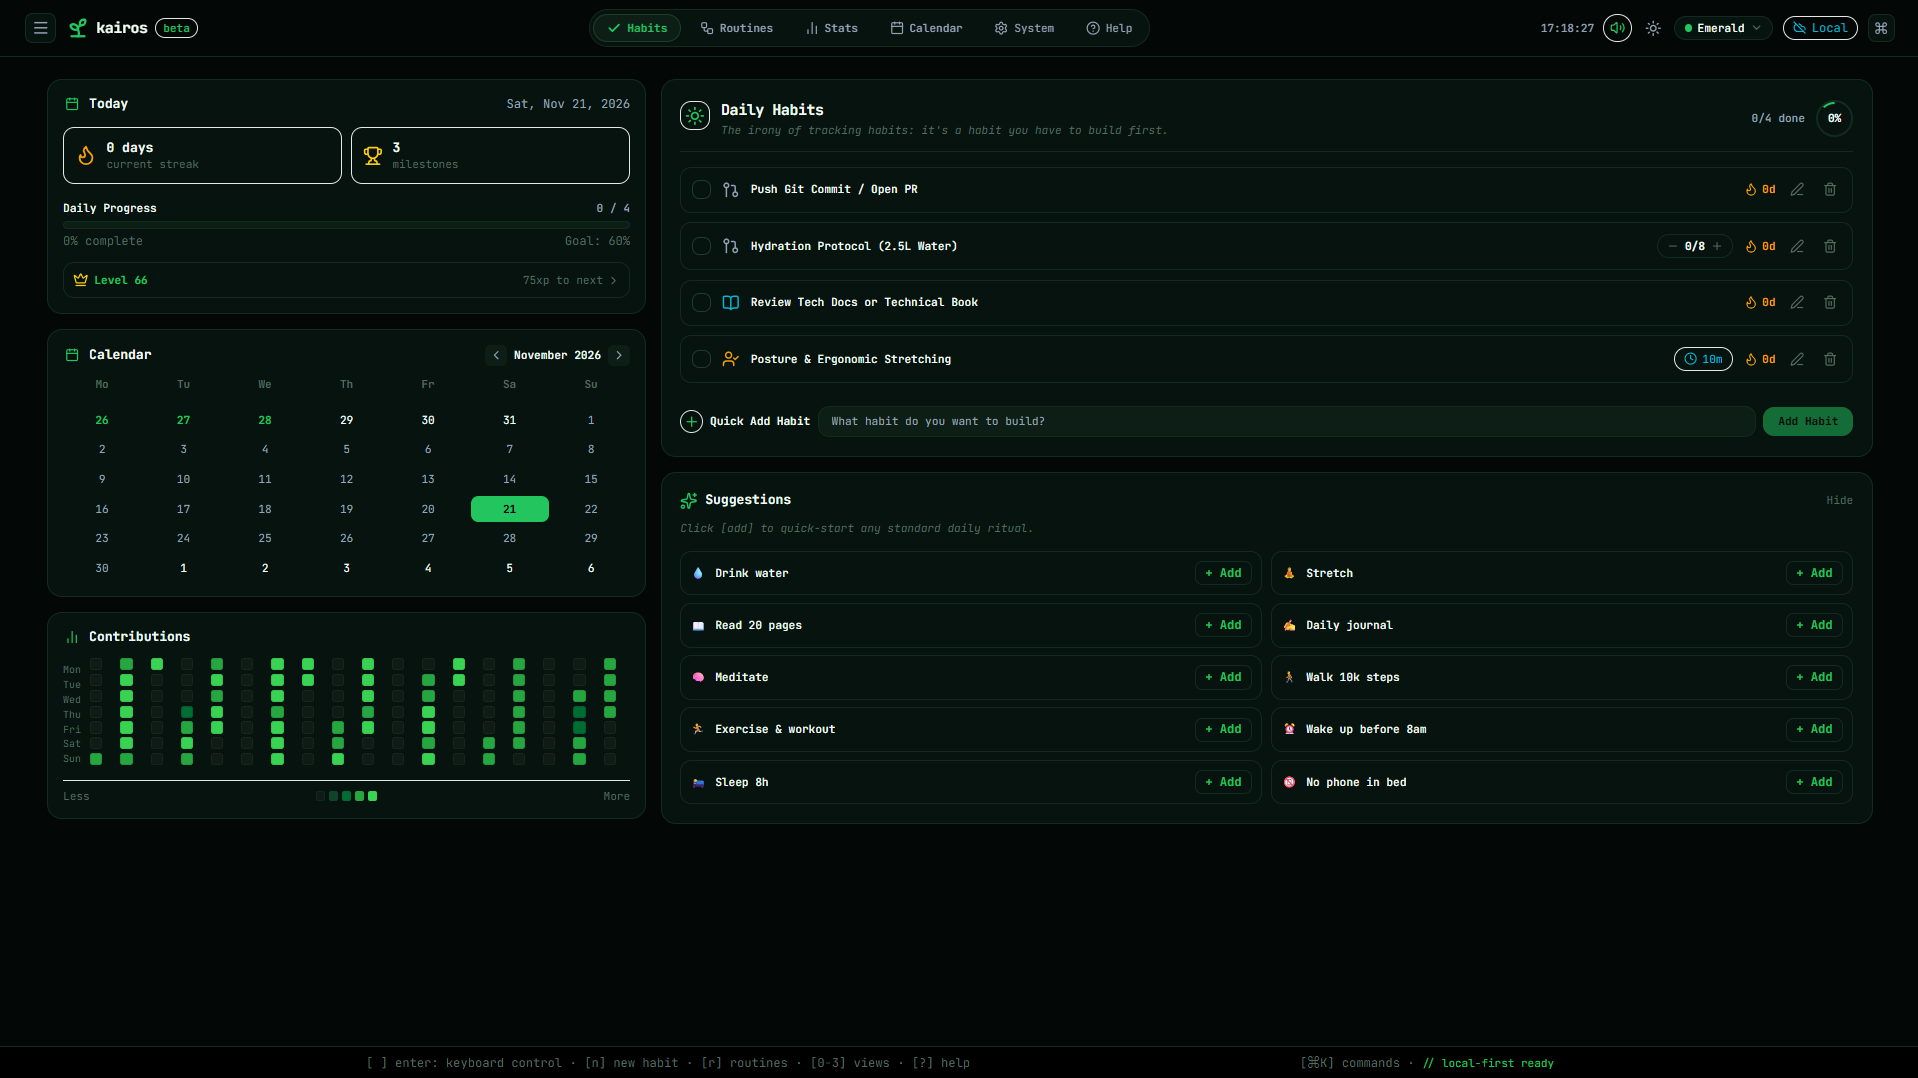 kairos beta
Habits Routines Stats Calendar System Help
17:18:27 Emerald Local ⌘
Today
Sat, Nov 21, 2026
0 days
current streak
3
milestones
Daily Progress 0 / 4
0% complete Goal: 60%
Level 66 75xp to next
Calendar November 2026
Mo Tu We Th Fr Sa Su
26 27 28 29 30 31 1
2 3 4 5 6 7 8
9 10 11 12 13 14 15
16 17 18 19 20 21 22
23 24 25 26 27 28 29
30 1 2 3 4 5 6
Contributions
Mon
Tue
Wed
Thu
Fri
Sat
Sun
Less More
Daily Habits
The irony of tracking habits: it's a habit you have to build first.
0/4 done 0%
Push Git Commit / Open PR 0d
Hydration Protocol (2.5L Water) − 0/8 + 0d
Review Tech Docs or Technical Book 0d
Posture & Ergonomic Stretching 10m 0d
Quick Add Habit What habit do you want to build? Add Habit
Suggestions Hide
Click [add] to quick-start any standard daily ritual.
Drink water + Add
Stretch + Add
Read 20 pages + Add
Daily journal + Add
Meditate + Add
Walk 10k steps + Add
Exercise & workout + Add
Wake up before 8am + Add
Sleep 8h + Add
No phone in bed + Add
[ ] enter: keyboard control · [n] new habit · [r] routines · [0-3] views · [?] help
[⌘K] commands · // local-first ready